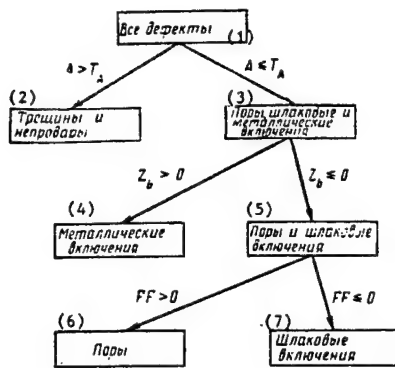 Все дефекты
(1)
Δ > T_A
Δ ≤ T_A
(2)
(3)
Трещины и
непровары
Поры, шлаковые и
металлические
включения
Z_b > 0
Z_b ≤ 0
(4)
(5)
Металлические
включения
Поры и шлаковые
включения
FF > 0
FF ≤ 0
(6)
(7)
Поры
Шлаковые
включения